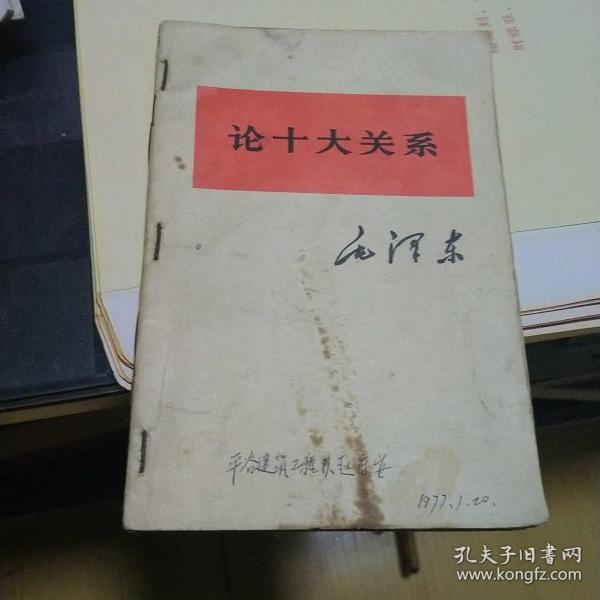 论十大关系
毛泽东
平谷建筑工程队赵
1977.1.20.
孔夫子旧书网
www.kongfz.com